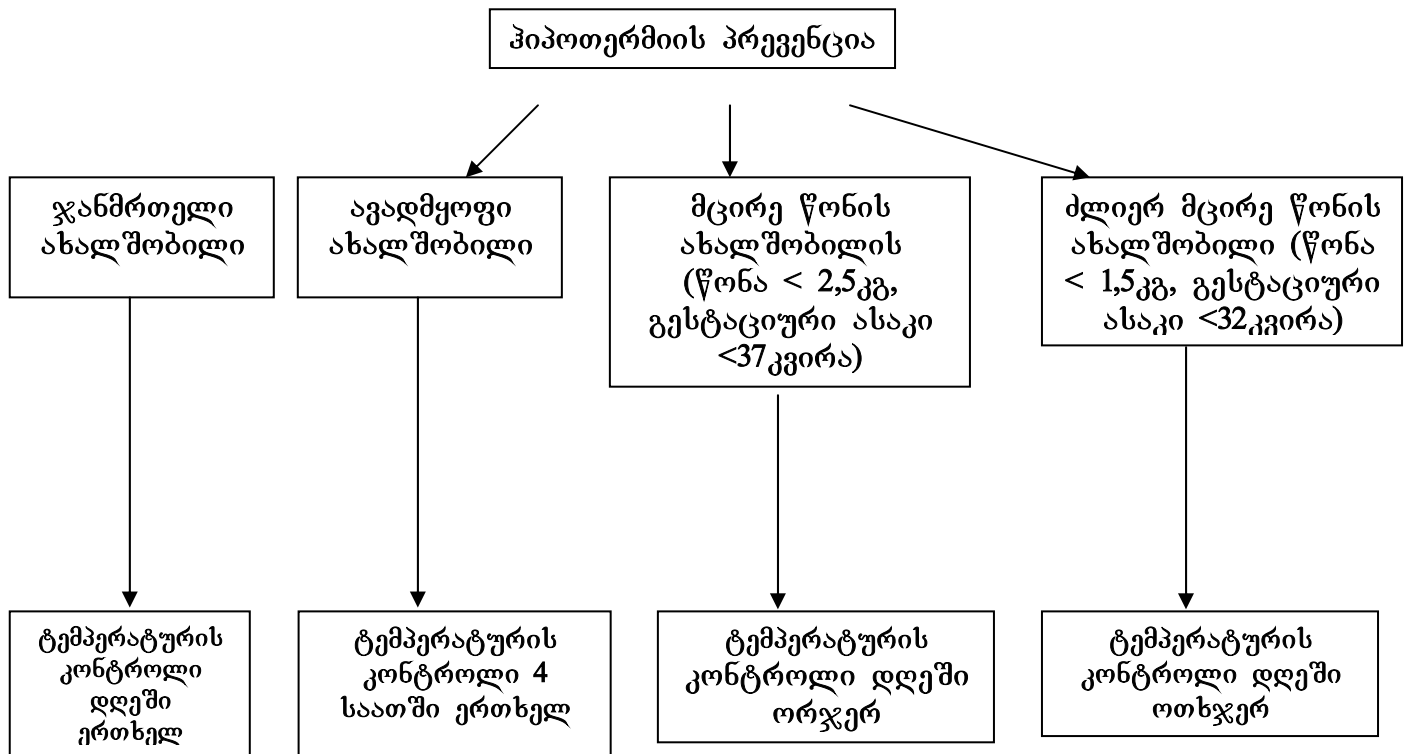 ჰიპოთერმიის პრევენცია
ჯანმრთელი
ახალშობილი
ავადმყოფი
ახალშობილი
მცირე წონის
ახალშობილის
(წონა < 2,5კგ,
გესტაციური ასაკი
<37კვირა)
ძლიერ მცირე წონის
ახალშობილი (წონა
< 1,5კგ, გესტაციური
ასაკი <32კვირა)
ტემპერატურის
კონტროლი
დღეში
ერთხელ
ტემპერატურის
კონტროლი 4
საათში ერთხელ
ტემპერატურის
კონტროლი დღეში
ორჯერ
ტემპერატურის
კონტროლი დღეში
ოთხჯერ